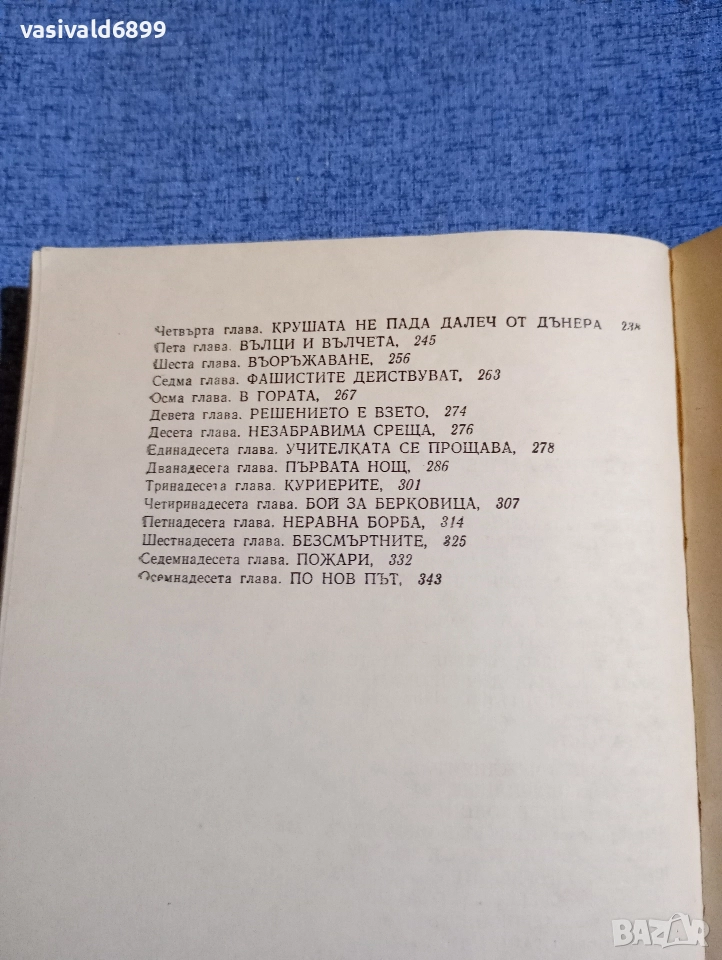 vasivald6899
Четвърта глава. КРУШАТА НЕ ПАДА ДАЛЕЧ ОТ ДЪНЕРА
Пета глава. ВЪЛЦИ И ВЪЛЧЕТА, 245
Шеста глава. ВЪОРЪЖАВАНЕ, 256
Седма глава. ФАШИСТИТЕ ДЕЙСТВУВАТ, 263
Осма глава. В ГОРАТА, 267
Девета глава. РЕШЕНИЕТО Е ВЗЕТО, 274
Десета глава. НЕЗАБРАВИМА СРЕЩА, 276
Единадесета глава. УЧИТЕЛКАТА СЕ ПРОЩАВА, 278
Дванадесета глава. ПЪРВАТА НОЩ, 286
Тринадесета глава. КУРИЕРИТЕ, 301
Четиринадесета глава. БОЙ ЗА БЕРКОВИЦА, 307
Петнадесета глава. НЕРАВНА БОРБА, 314
Шестнадесета глава. БЕЗСМЪРТНИТЕ, 325
Седемнадесета глава. ПОЖАРИ, 332
Осемнадесета глава. ПО НОВ ПЪТ, 343
BAZAR